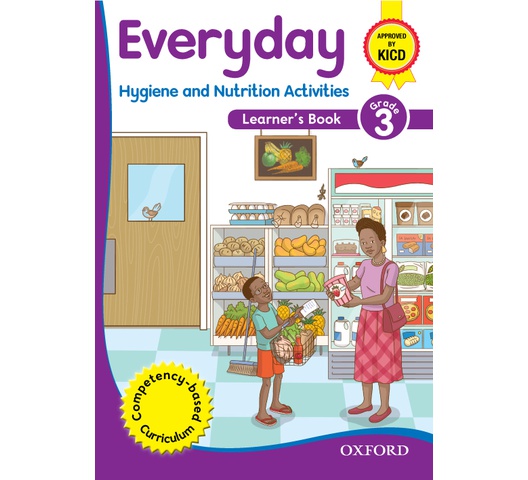 Everyday
APPROVED
BY
KICD
Hygiene and Nutrition Activities
Learner's Book
Grade
3
Competency-based
Curriculum
OXFORD